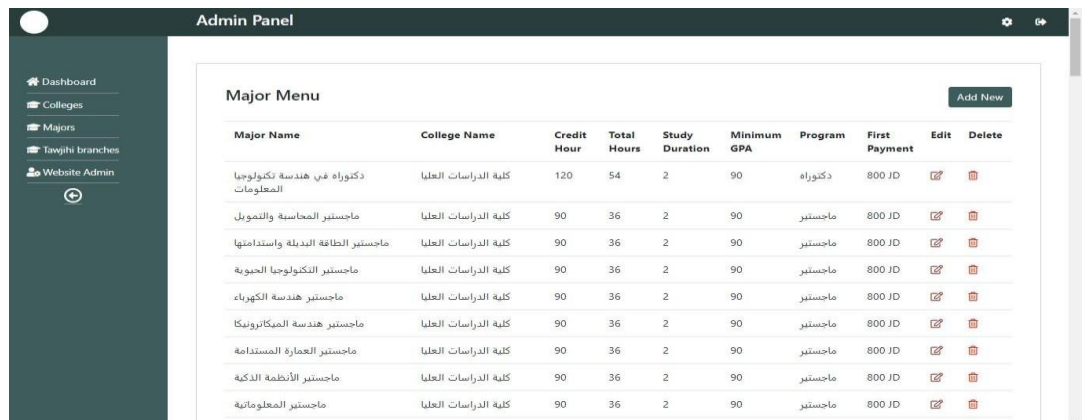 Admin Panel
Dashboard
Colleges
Majors
Tawjihi branches
Website Admin
Major Menu
Add New
Major Name College Name Credit Hour Total Hours Study Duration Minimum GPA Program First Payment Edit Delete
دكتوراه في هندسة تكنولوجيا المعلومات كلية الدراسات العليا 120 54 2 90 دكتوراه 800 JD
ماجستير المحاسبة والتمويل كلية الدراسات العليا 90 36 2 90 ماجستير 800 JD
ماجستير الطاقة البديلة واستدامتها كلية الدراسات العليا 90 36 2 90 ماجستير 800 JD
ماجستير التكنولوجيا الحيوية كلية الدراسات العليا 90 36 2 90 ماجستير 800 JD
ماجستير هندسة الكهرباء كلية الدراسات العليا 90 36 2 90 ماجستير 800 JD
ماجستير هندسة الميكاترونيكا كلية الدراسات العليا 90 36 2 90 ماجستير 800 JD
ماجستير العمارة المستدامة كلية الدراسات العليا 90 36 2 90 ماجستير 800 JD
ماجستير الأنظمة الذكية كلية الدراسات العليا 90 36 2 90 ماجستير 800 JD
ماجستير المعلوماتية كلية الدراسات العليا 90 36 2 90 ماجستير 800 JD